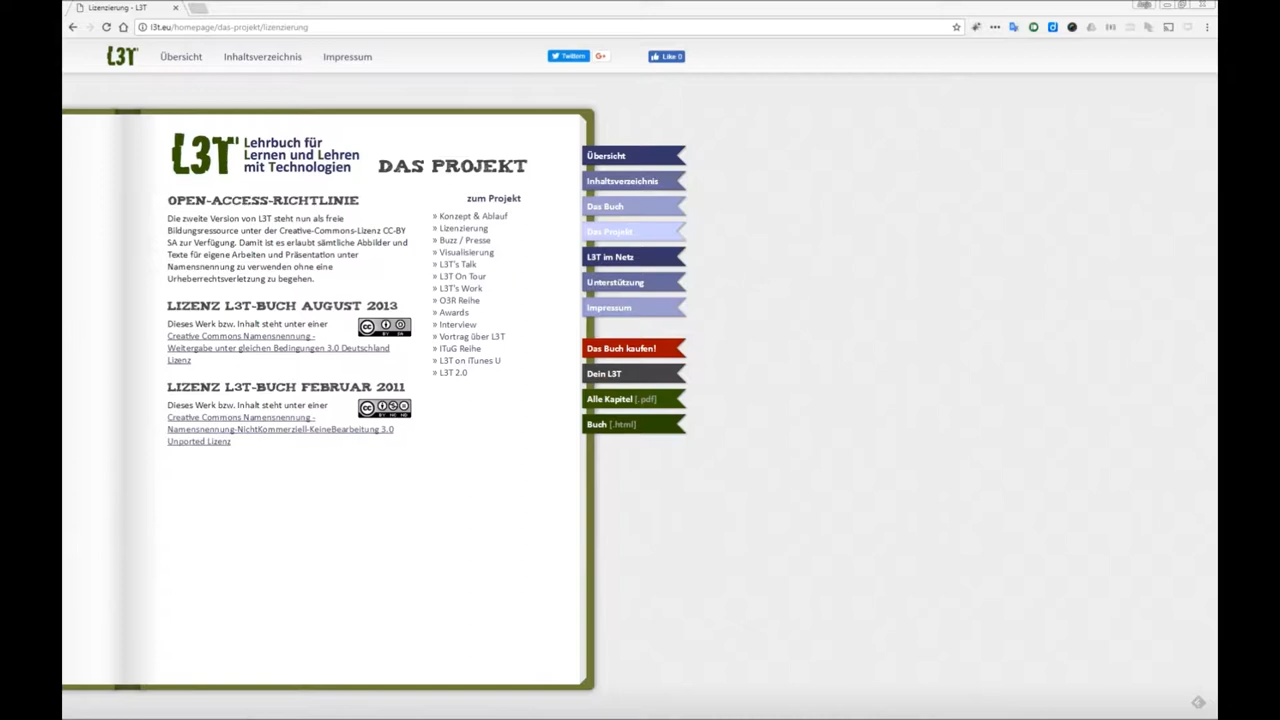 Lizenzierung - L3T
l3t.eu/homepage/das-projekt/lizenzierung
L3T
Übersicht
Inhaltsverzeichnis
Impressum
Twittern
G+
Like 0
L3T
Lehrbuch für
Lernen und Lehren
mit Technologien
DAS PROJEKT
OPEN-ACCESS-RICHTLINIE
Die zweite Version von L3T steht nun als freie
Bildungsressource unter der Creative-Commons-Lizenz CC-BY
SA zur Verfügung. Damit ist es erlaubt sämtliche Abbilder und
Texte für eigene Arbeiten und Präsentation unter
Namensnennung zu verwenden ohne eine
Urheberrechtsverletzung zu begehen.
LIZENZ L3T-BUCH AUGUST 2013
Dieses Werk bzw. Inhalt steht unter einer
Creative Commons Namensnennung -
Weitergabe unter gleichen Bedingungen 3.0 Deutschland
Lizenz
cc
BY SA
LIZENZ L3T-BUCH FEBRUAR 2011
Dieses Werk bzw. Inhalt steht unter einer
Creative Commons Namensnennung -
Namensnennung-NichtKommerziell-KeineBearbeitung 3.0
Unported Lizenz
cc
zum Projekt
» Konzept & Ablauf
» Lizenzierung
» Buzz / Presse
» Visualisierung
» L3T's Talk
» L3T On Tour
» L3T's Work
» O3R Reihe
» Awards
» Interview
» Vortrag über L3T
» ITuG Reihe
» L3T on iTunes U
» L3T 2.0
Übersicht
Inhaltsverzeichnis
Das Buch
Das Projekt
L3T im Netz
Unterstützung
Impressum
Das Buch kaufen!
Dein L3T
Alle Kapitel [.pdf]
Buch [.html]